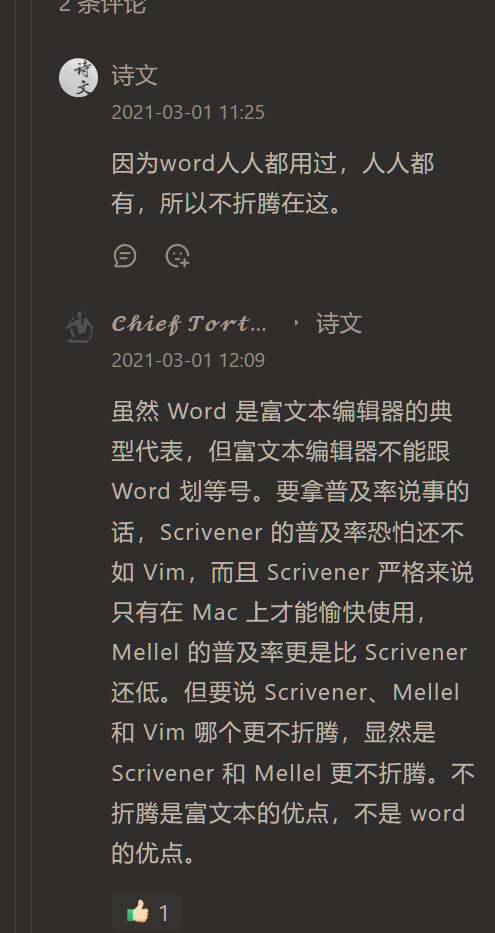 2 条评论
诗文
诗文
2021-03-01 11:25
因为word人人都用过，人人都
有，所以不折腾在这。
Chief Tort... 诗文
2021-03-01 12:09
虽然 Word 是富文本编辑器的典
型代表，但富文本编辑器不能跟
Word 划等号。要拿普及率说事的
话，Scrivener 的普及率恐怕还不
如 Vim，而且 Scrivener 严格来说
只有在 Mac 上才能愉快使用，
Mellel 的普及率更是比 Scrivener
还低。但要说 Scrivener、Mellel
和 Vim 哪个更不折腾，显然是
Scrivener 和 Mellel 更不折腾。不
折腾是富文本的优点，不是 word
的优点。
👍 1